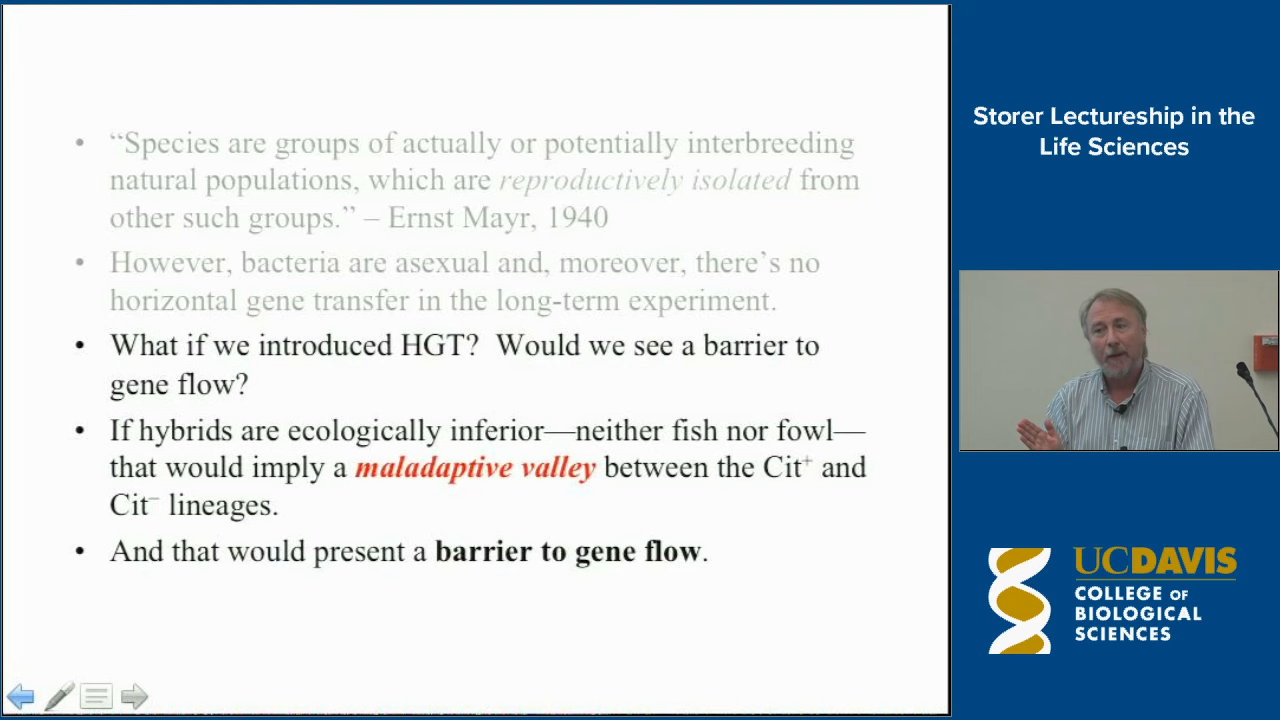 • “Species are groups of actually or potentially interbreeding
natural populations, which are reproductively isolated from
other such groups.” – Ernst Mayr, 1940
• However, bacteria are asexual and, moreover, there’s no
horizontal gene transfer in the long-term experiment.
• What if we introduced HGT?  Would we see a barrier to
gene flow?
• If hybrids are ecologically inferior—neither fish nor fowl—
that would imply a maladaptive valley between the Cit⁺ and
Cit⁻ lineages.
• And that would present a barrier to gene flow.
Storer Lectureship in the
Life Sciences
UCDAVIS
COLLEGE OF
BIOLOGICAL
SCIENCES